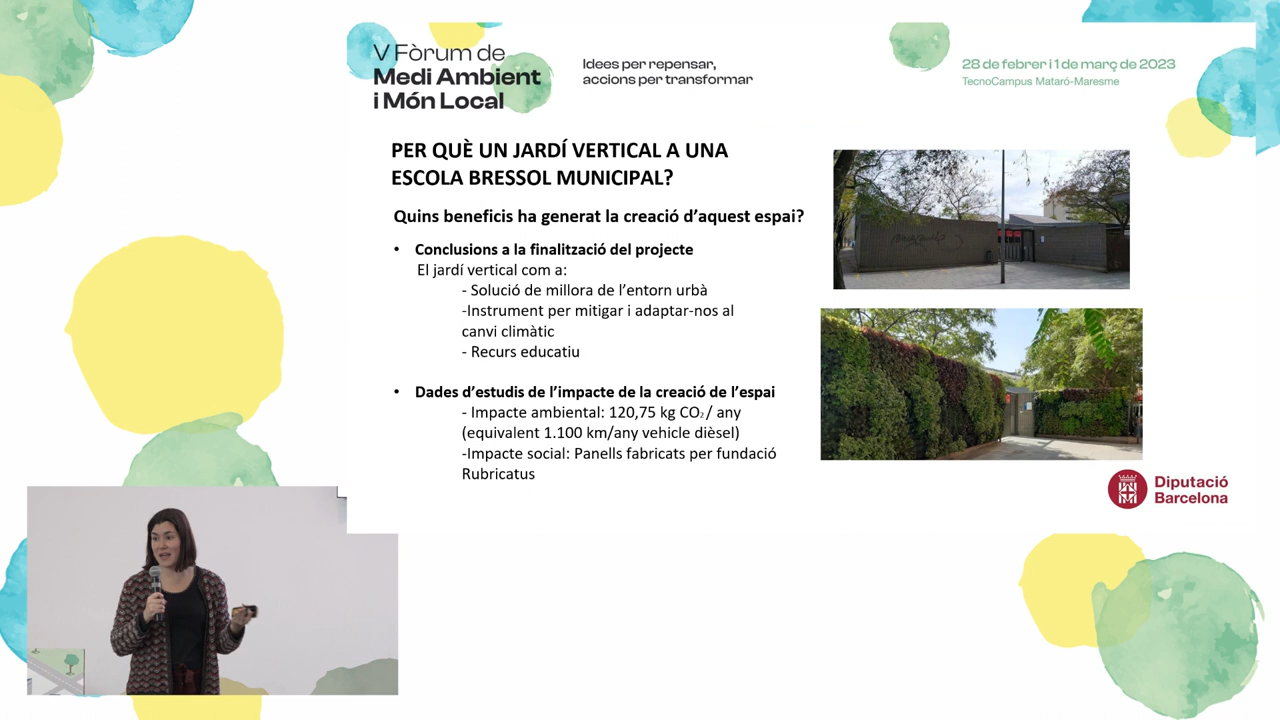 V Fòrum de
Medi Ambient
i Món Local
Idees per repensar,
accions per transformar
28 de febrer i 1 de març de 2023
TecnoCampus Mataró-Maresme
PER QUÈ UN JARDÍ VERTICAL A UNA
ESCOLA BRESSOL MUNICIPAL?
Quins beneficis ha generat la creació d'aquest espai?
• Conclusions a la finalització del projecte
El jardí vertical com a:
- Solució de millora de l'entorn urbà
-Instrument per mitigar i adaptar-nos al
canvi climàtic
- Recurs educatiu
• Dades d'estudis de l'impacte de la creació de l'espai
- Impacte ambiental: 120,75 kg CO₂ / any
(equivalent 1.100 km/any vehicle dièsel)
-Impacte social: Panells fabricats per fundació
Rubricatus
Diputació
Barcelona